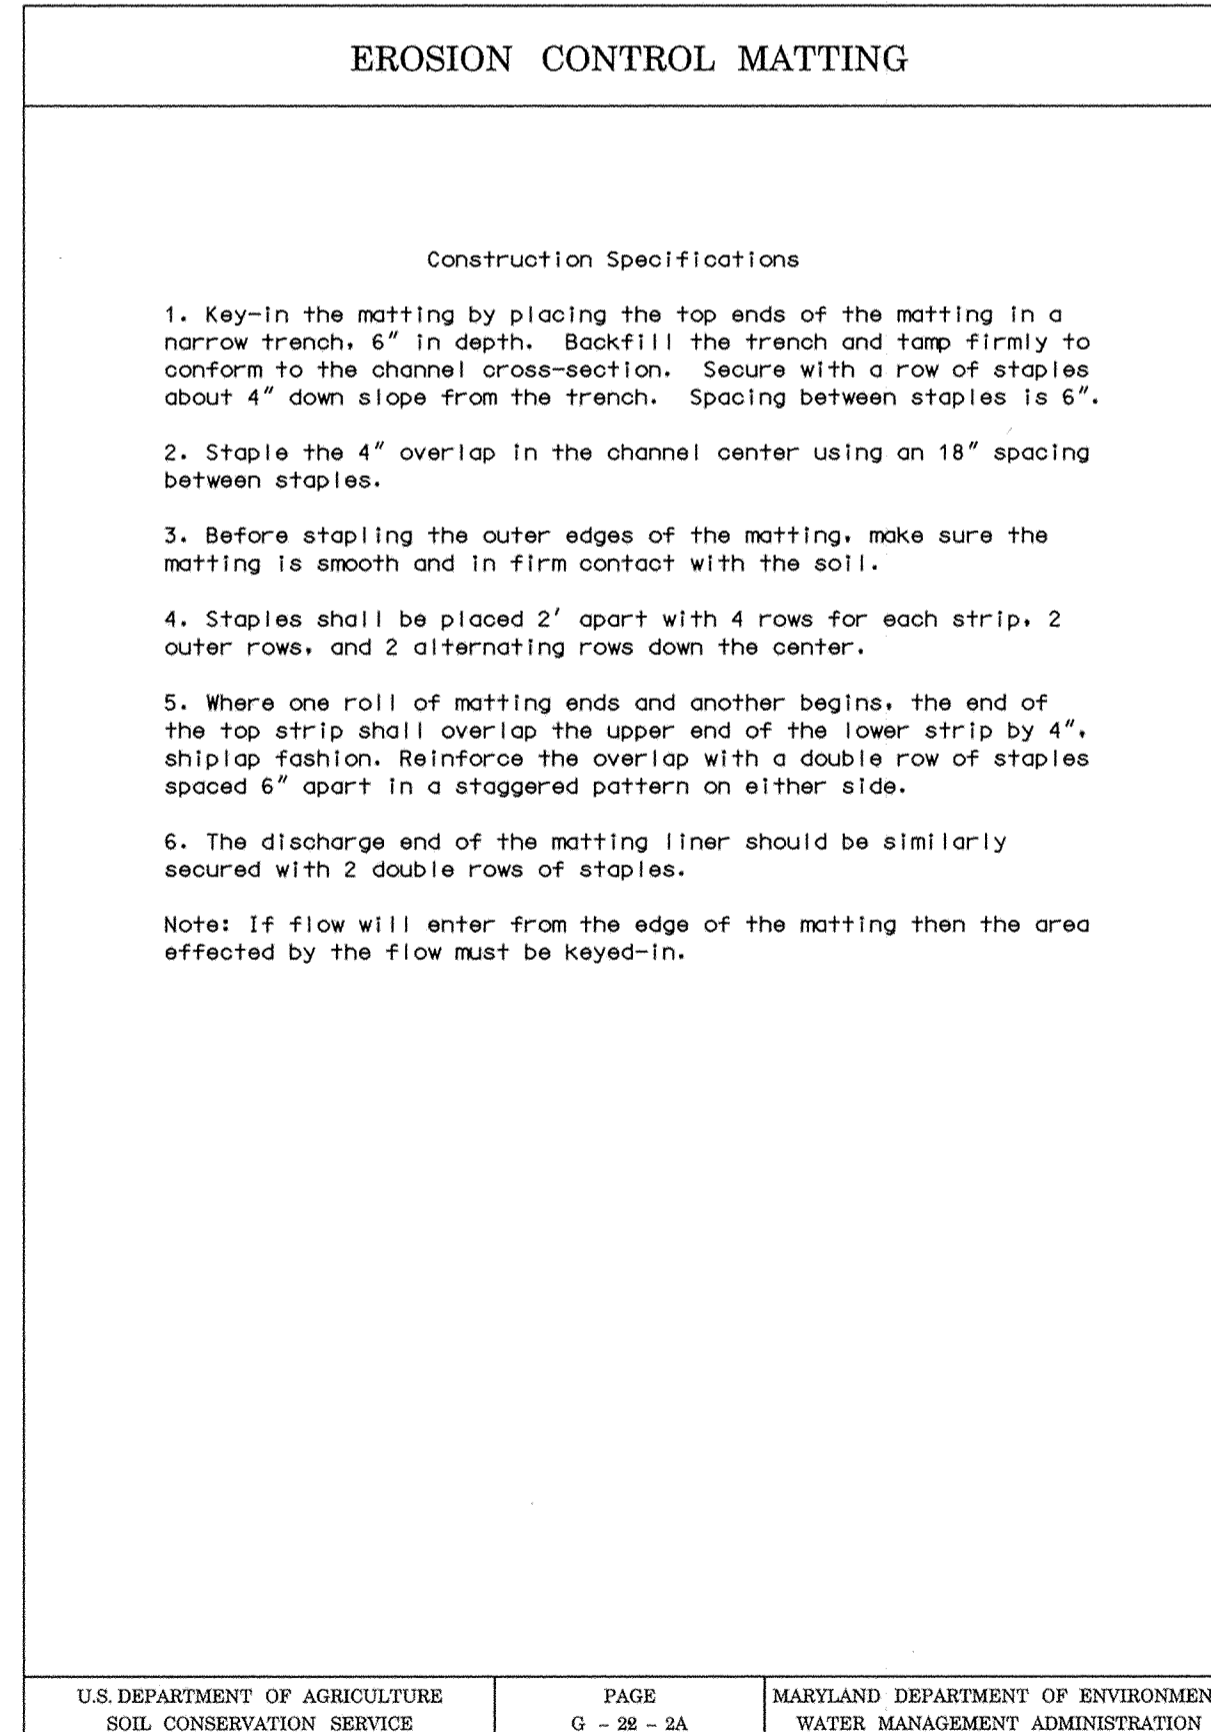 EROSION CONTROL MATTING
Construction Specifications
1. Key-in the matting by placing the top ends of the matting in a
narrow trench, 6" in depth. Backfill the trench and tamp firmly to
conform to the channel cross-section. Secure with a row of staples
about 4" down slope from the trench. Spacing between staples is 6".
2. Staple the 4" overlap in the channel center using an 18" spacing
between staples.
3. Before stapling the outer edges of the matting, make sure the
matting is smooth and in firm contact with the soil.
4. Staples shall be placed 2' apart with 4 rows for each strip, 2
outer rows, and 2 alternating rows down the center.
5. Where one roll of matting ends and another begins, the end of
the top strip shall overlap the upper end of the lower strip by 4",
shiplap fashion. Reinforce the overlap with a double row of staples
spaced 6" apart in a staggered pattern on either side.
6. The discharge end of the matting liner should be similarly
secured with 2 double rows of staples.
Note: If flow will enter from the edge of the matting then the area
effected by the flow must be keyed-in.
U.S. DEPARTMENT OF AGRICULTURE
SOIL CONSERVATION SERVICE
PAGE
G - 22 - 2A
MARYLAND DEPARTMENT OF ENVIRONMEN
WATER MANAGEMENT ADMINISTRATION